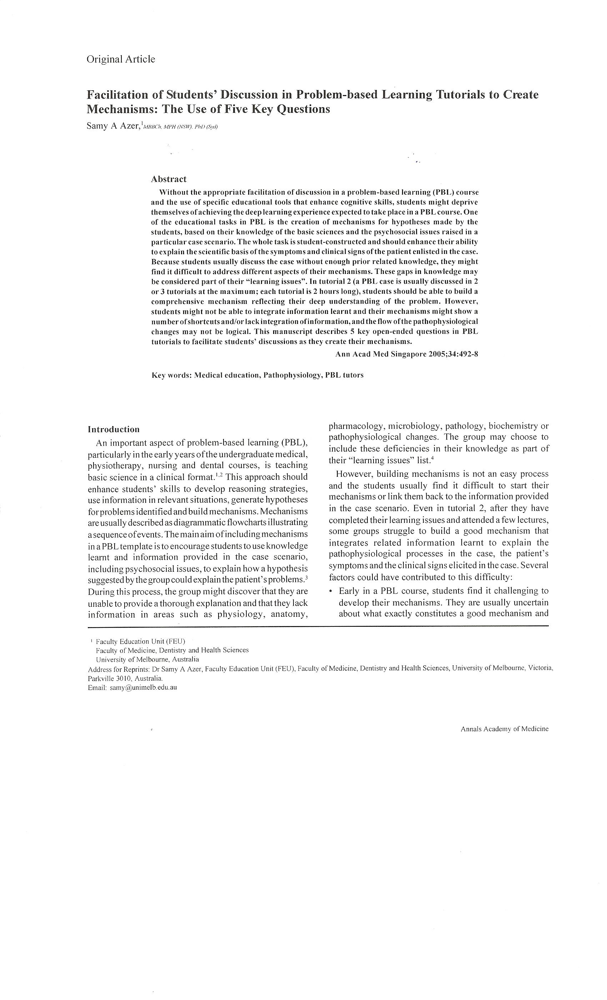 Original Article
Facilitation of Students' Discussion in Problem-based Learning Tutorials to Create
Mechanisms: The Use of Five Key Questions
Samy A Azer,¹MBBCh, MPH (NSW), PhD (Syd)
Abstract
Without the appropriate facilitation of discussion in a problem-based learning (PBL) course
and the use of specific educational tools that enhance cognitive skills, students might deprive
themselves of achieving the deep learning experience expected to take place in a PBL course. One
of the educational tasks in PBL is the creation of mechanisms for hypotheses made by the
students, based on their knowledge of the basic sciences and the psychosocial issues raised in a
particular case scenario. The whole task is student-constructed and should enhance their ability
to explain the scientific basis of the symptoms and clinical signs of the patient enlisted in the case.
Because students usually discuss the case without enough prior related knowledge, they might
find it difficult to address different aspects of their mechanisms. These gaps in knowledge may
be considered part of their “learning issues”. In tutorial 2 (a PBL case is usually discussed in 2
or 3 tutorials at the maximum; each tutorial is 2 hours long), students should be able to build a
comprehensive mechanism reflecting their deep understanding of the problem. However,
students might not be able to integrate information learnt and their mechanisms might show a
number of shortcuts and/or lack integration of information, and the flow of the pathophysiological
changes may not be logical. This manuscript describes 5 key open-ended questions in PBL
tutorials to facilitate students' discussions as they create their mechanisms.
Ann Acad Med Singapore 2005;34:492-8
Key words: Medical education, Pathophysiology, PBL tutors
Introduction
An important aspect of problem-based learning (PBL),
particularly in the early years of the undergraduate medical,
physiotherapy, nursing and dental courses, is teaching
basic science in a clinical format.¹,² This approach should
enhance students' skills to develop reasoning strategies,
use information in relevant situations, generate hypotheses
for problems identified and build mechanisms. Mechanisms
are usually described as diagrammatic flowcharts illustrating
a sequence of events. The main aim of including mechanisms
in a PBL template is to encourage students to use knowledge
learnt and information provided in the case scenario,
including psychosocial issues, to explain how a hypothesis
suggested by the group could explain the patient's problems.³
During this process, the group might discover that they are
unable to provide a thorough explanation and that they lack
information in areas such as physiology, anatomy,
pharmacology, microbiology, pathology, biochemistry or
pathophysiological changes. The group may choose to
include these deficiencies in their knowledge as part of
their “learning issues” list.⁴
However, building mechanisms is not an easy process
and the students usually find it difficult to start their
mechanisms or link them back to the information provided
in the case scenario. Even in tutorial 2, after they have
completed their learning issues and attended a few lectures,
some groups struggle to build a good mechanism that
integrates related information learnt to explain the
pathophysiological processes in the case, the patient's
symptoms and the clinical signs elicited in the case. Several
factors could have contributed to this difficulty:
• Early in a PBL course, students find it challenging to
develop their mechanisms. They are usually uncertain
about what exactly constitutes a good mechanism and
¹ Faculty Education Unit (FEU)
Faculty of Medicine, Dentistry and Health Sciences
University of Melbourne, Australia
Address for Reprints: Dr Samy A Azer, Faculty Education Unit (FEU), Faculty of Medicine, Dentistry and Health Sciences, University of Melbourne, Victoria,
Parkville 3010, Australia.
Email: samy@unimelb.edu.au
Annals Academy of Medicine